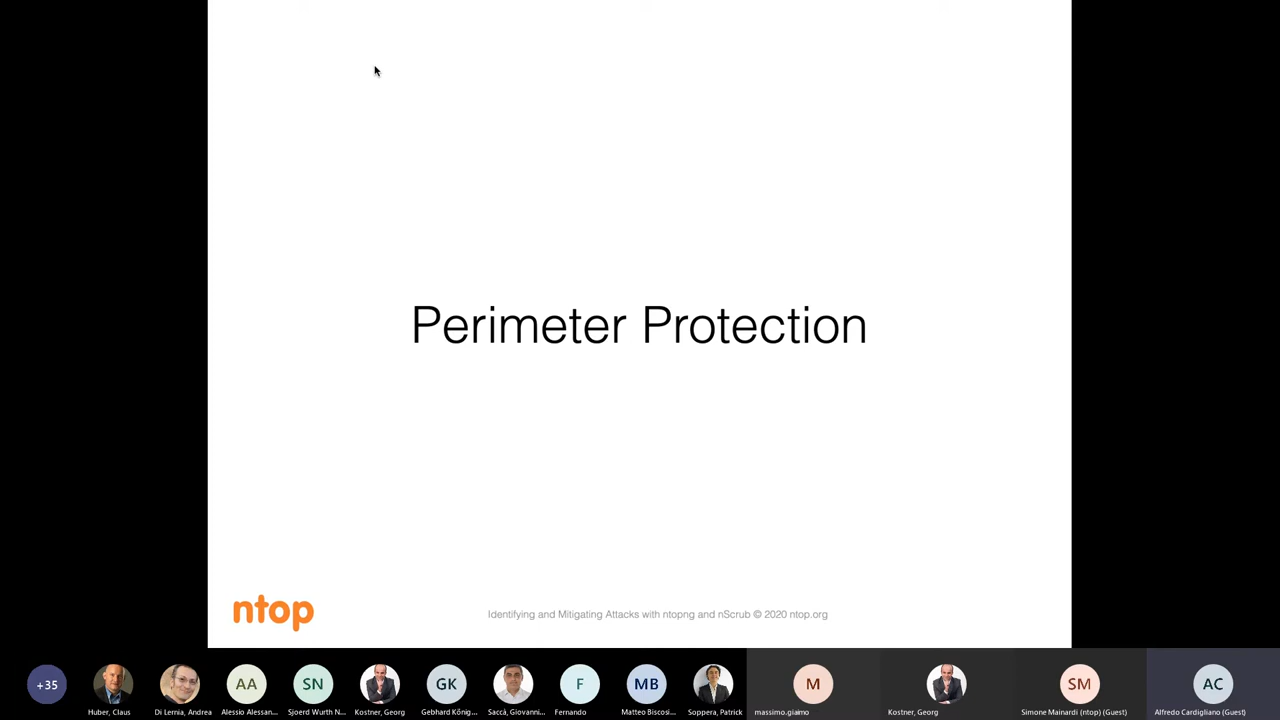 Perimeter Protection
ntop
Identifying and Mitigating Attacks with ntopng and nScrub © 2020 ntop.org
+35
AA
SN
GK
F
MB
M
SM
AC
Huber, Claus
Di Lernia, Andrea
Alessio Alessan...
Sjoerd Wurth N...
Kostner, Georg
Gebhard König...
Saccá, Giovanni...
Fernando
Matteo Biscosi...
Soppera, Patrick
massimo.giaimo
Kostner, Georg
Simone Mainardi (ntop) (Guest)
Alfredo Cardigliano (Guest)